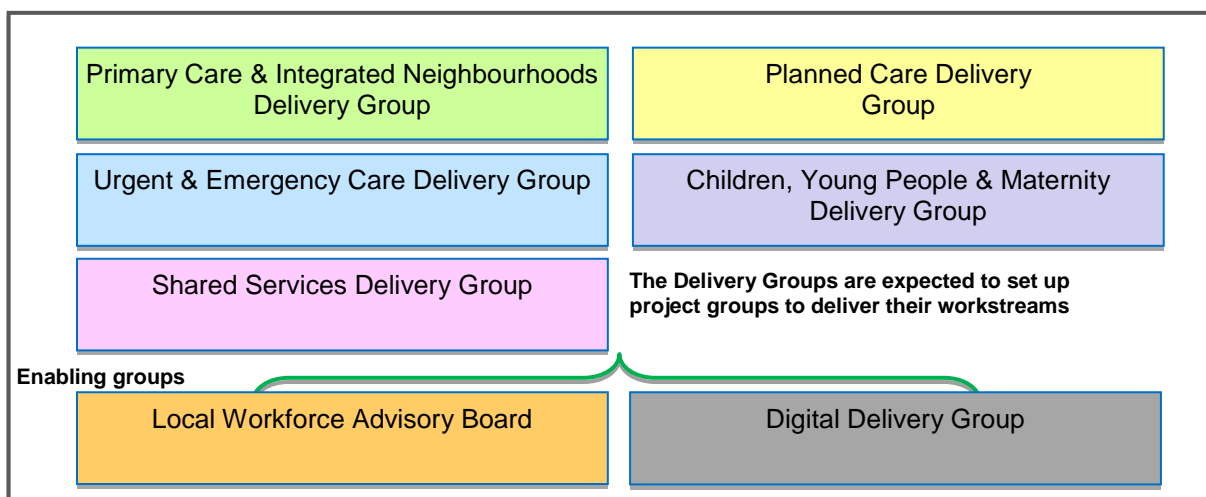 Primary Care & Integrated Neighbourhoods
Delivery Group
Planned Care Delivery
Group
Urgent & Emergency Care Delivery Group
Children, Young People & Maternity
Delivery Group
Shared Services Delivery Group
The Delivery Groups are expected to set up
project groups to deliver their workstreams
Enabling groups
Local Workforce Advisory Board
Digital Delivery Group